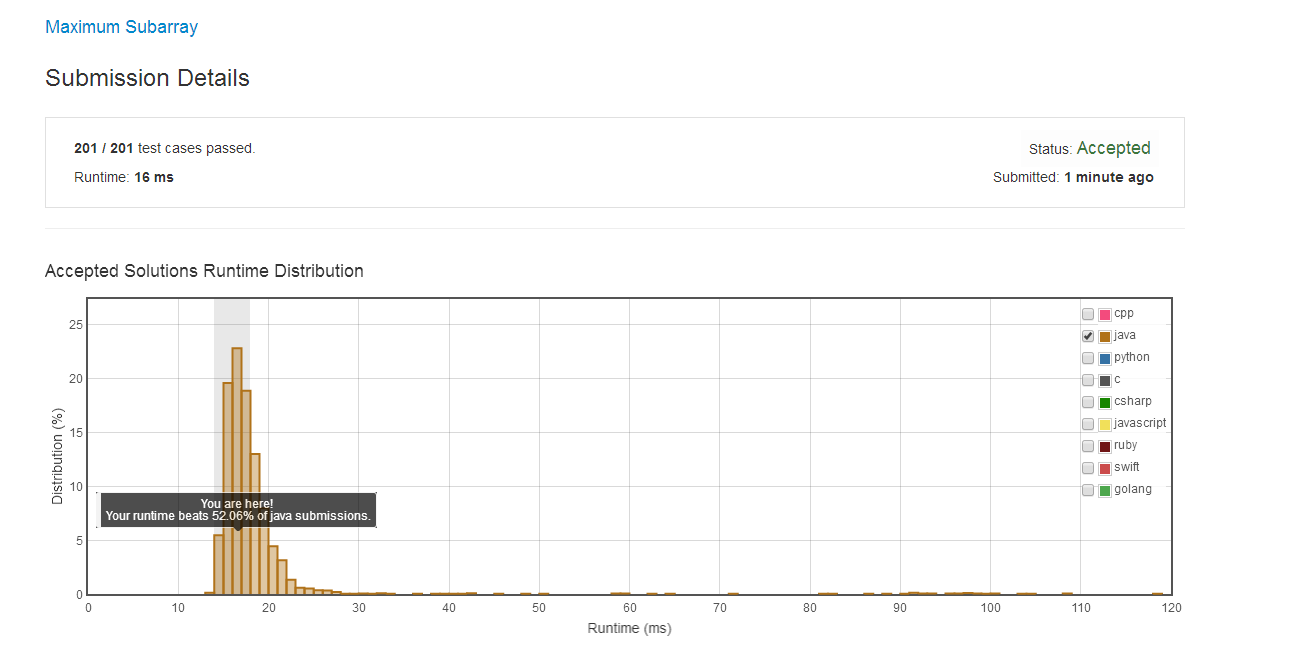 Maximum Subarray
Submission Details
201 / 201 test cases passed.
Status: Accepted
Runtime: 16 ms
Submitted: 1 minute ago
Accepted Solutions Runtime Distribution
Distribution (%)
25
20
15
10
5
0
You are here!
Your runtime beats 52.06% of java submissions.
cpp
java
python
c
csharp
javascript
ruby
swift
golang
0 10 20 30 40 50 60 70 80 90 100 110 120
Runtime (ms)